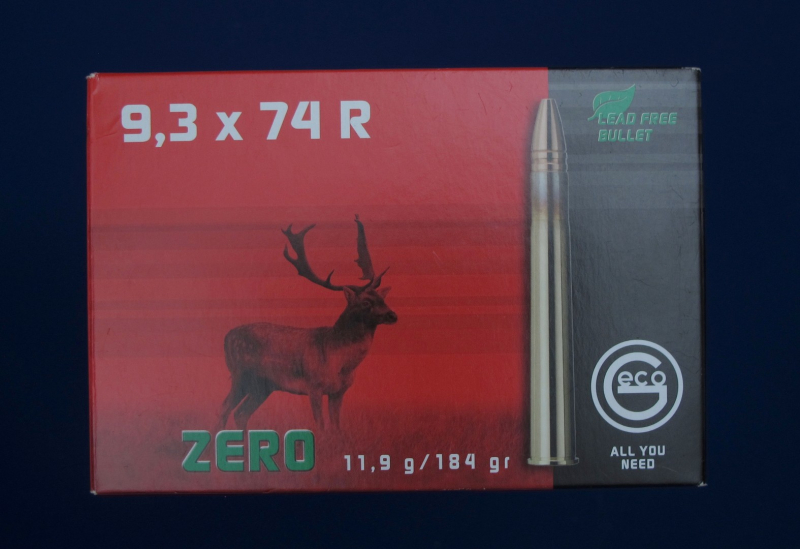 9,3 x 74 R
LEAD FREE
BULLET
Geco
ALL YOU
NEED
ZERO
11,9 g/184 gr